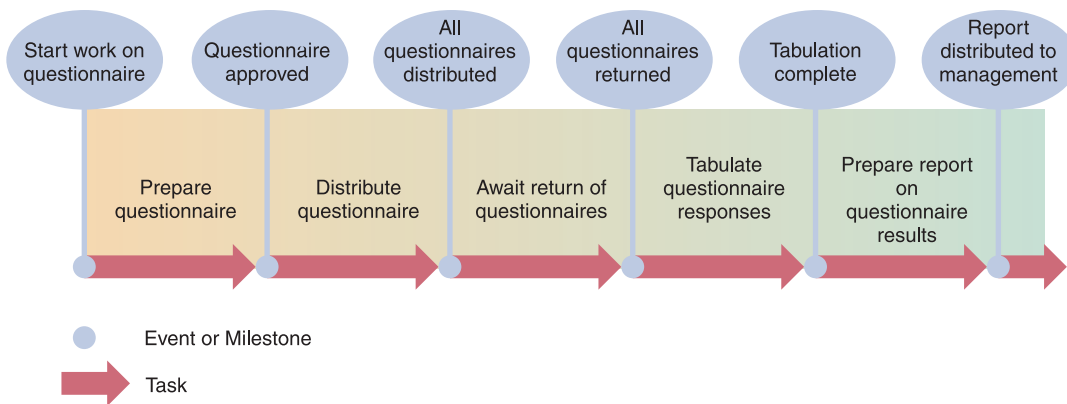 Start work on
questionnaire
Questionnaire
approved
All
questionnaires
distributed
All
questionnaires
returned
Tabulation
complete
Report
distributed to
management
Prepare
questionnaire
Distribute
questionnaire
Await return of
questionnaires
Tabulate
questionnaire
responses
Prepare report
on
questionnaire
results
Event or Milestone
Task